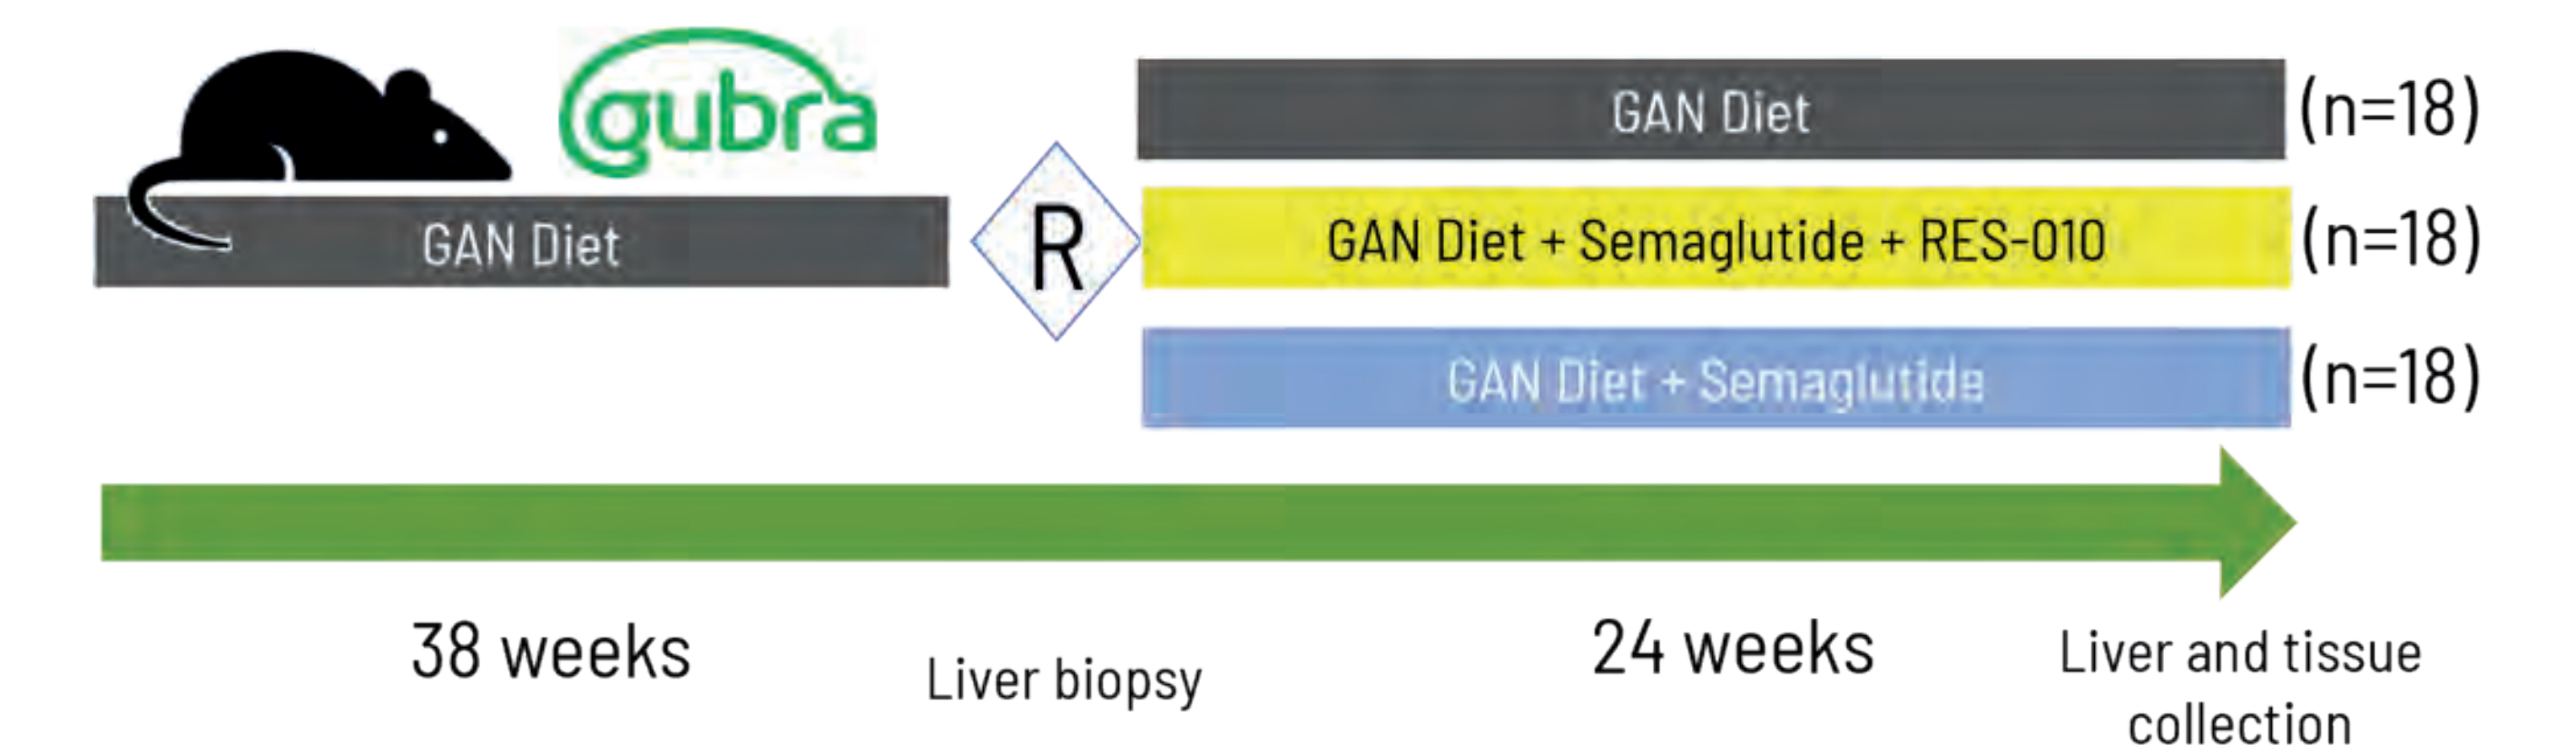 gubra
GAN Diet
R
GAN Diet
(n=18)
GAN Diet + Semaglutide + RES-010
(n=18)
GAN Diet + Semaglutide
(n=18)
38 weeks
Liver biopsy
24 weeks
Liver and tissue
collection